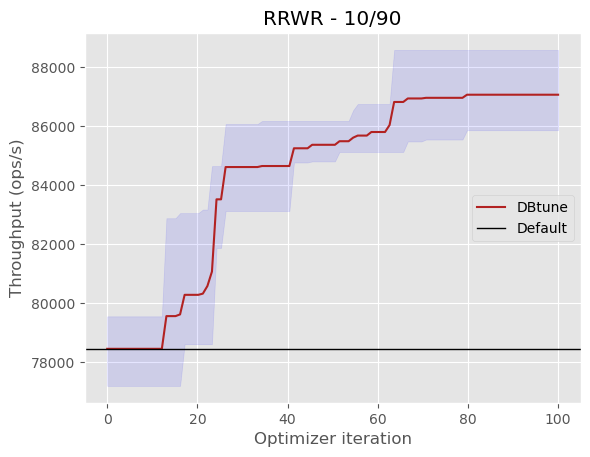 RRWR - 10/90
Throughput (ops/s)
88000
86000
84000
82000
80000
78000
DBtune
Default
0 20 40 60 80 100
Optimizer iteration